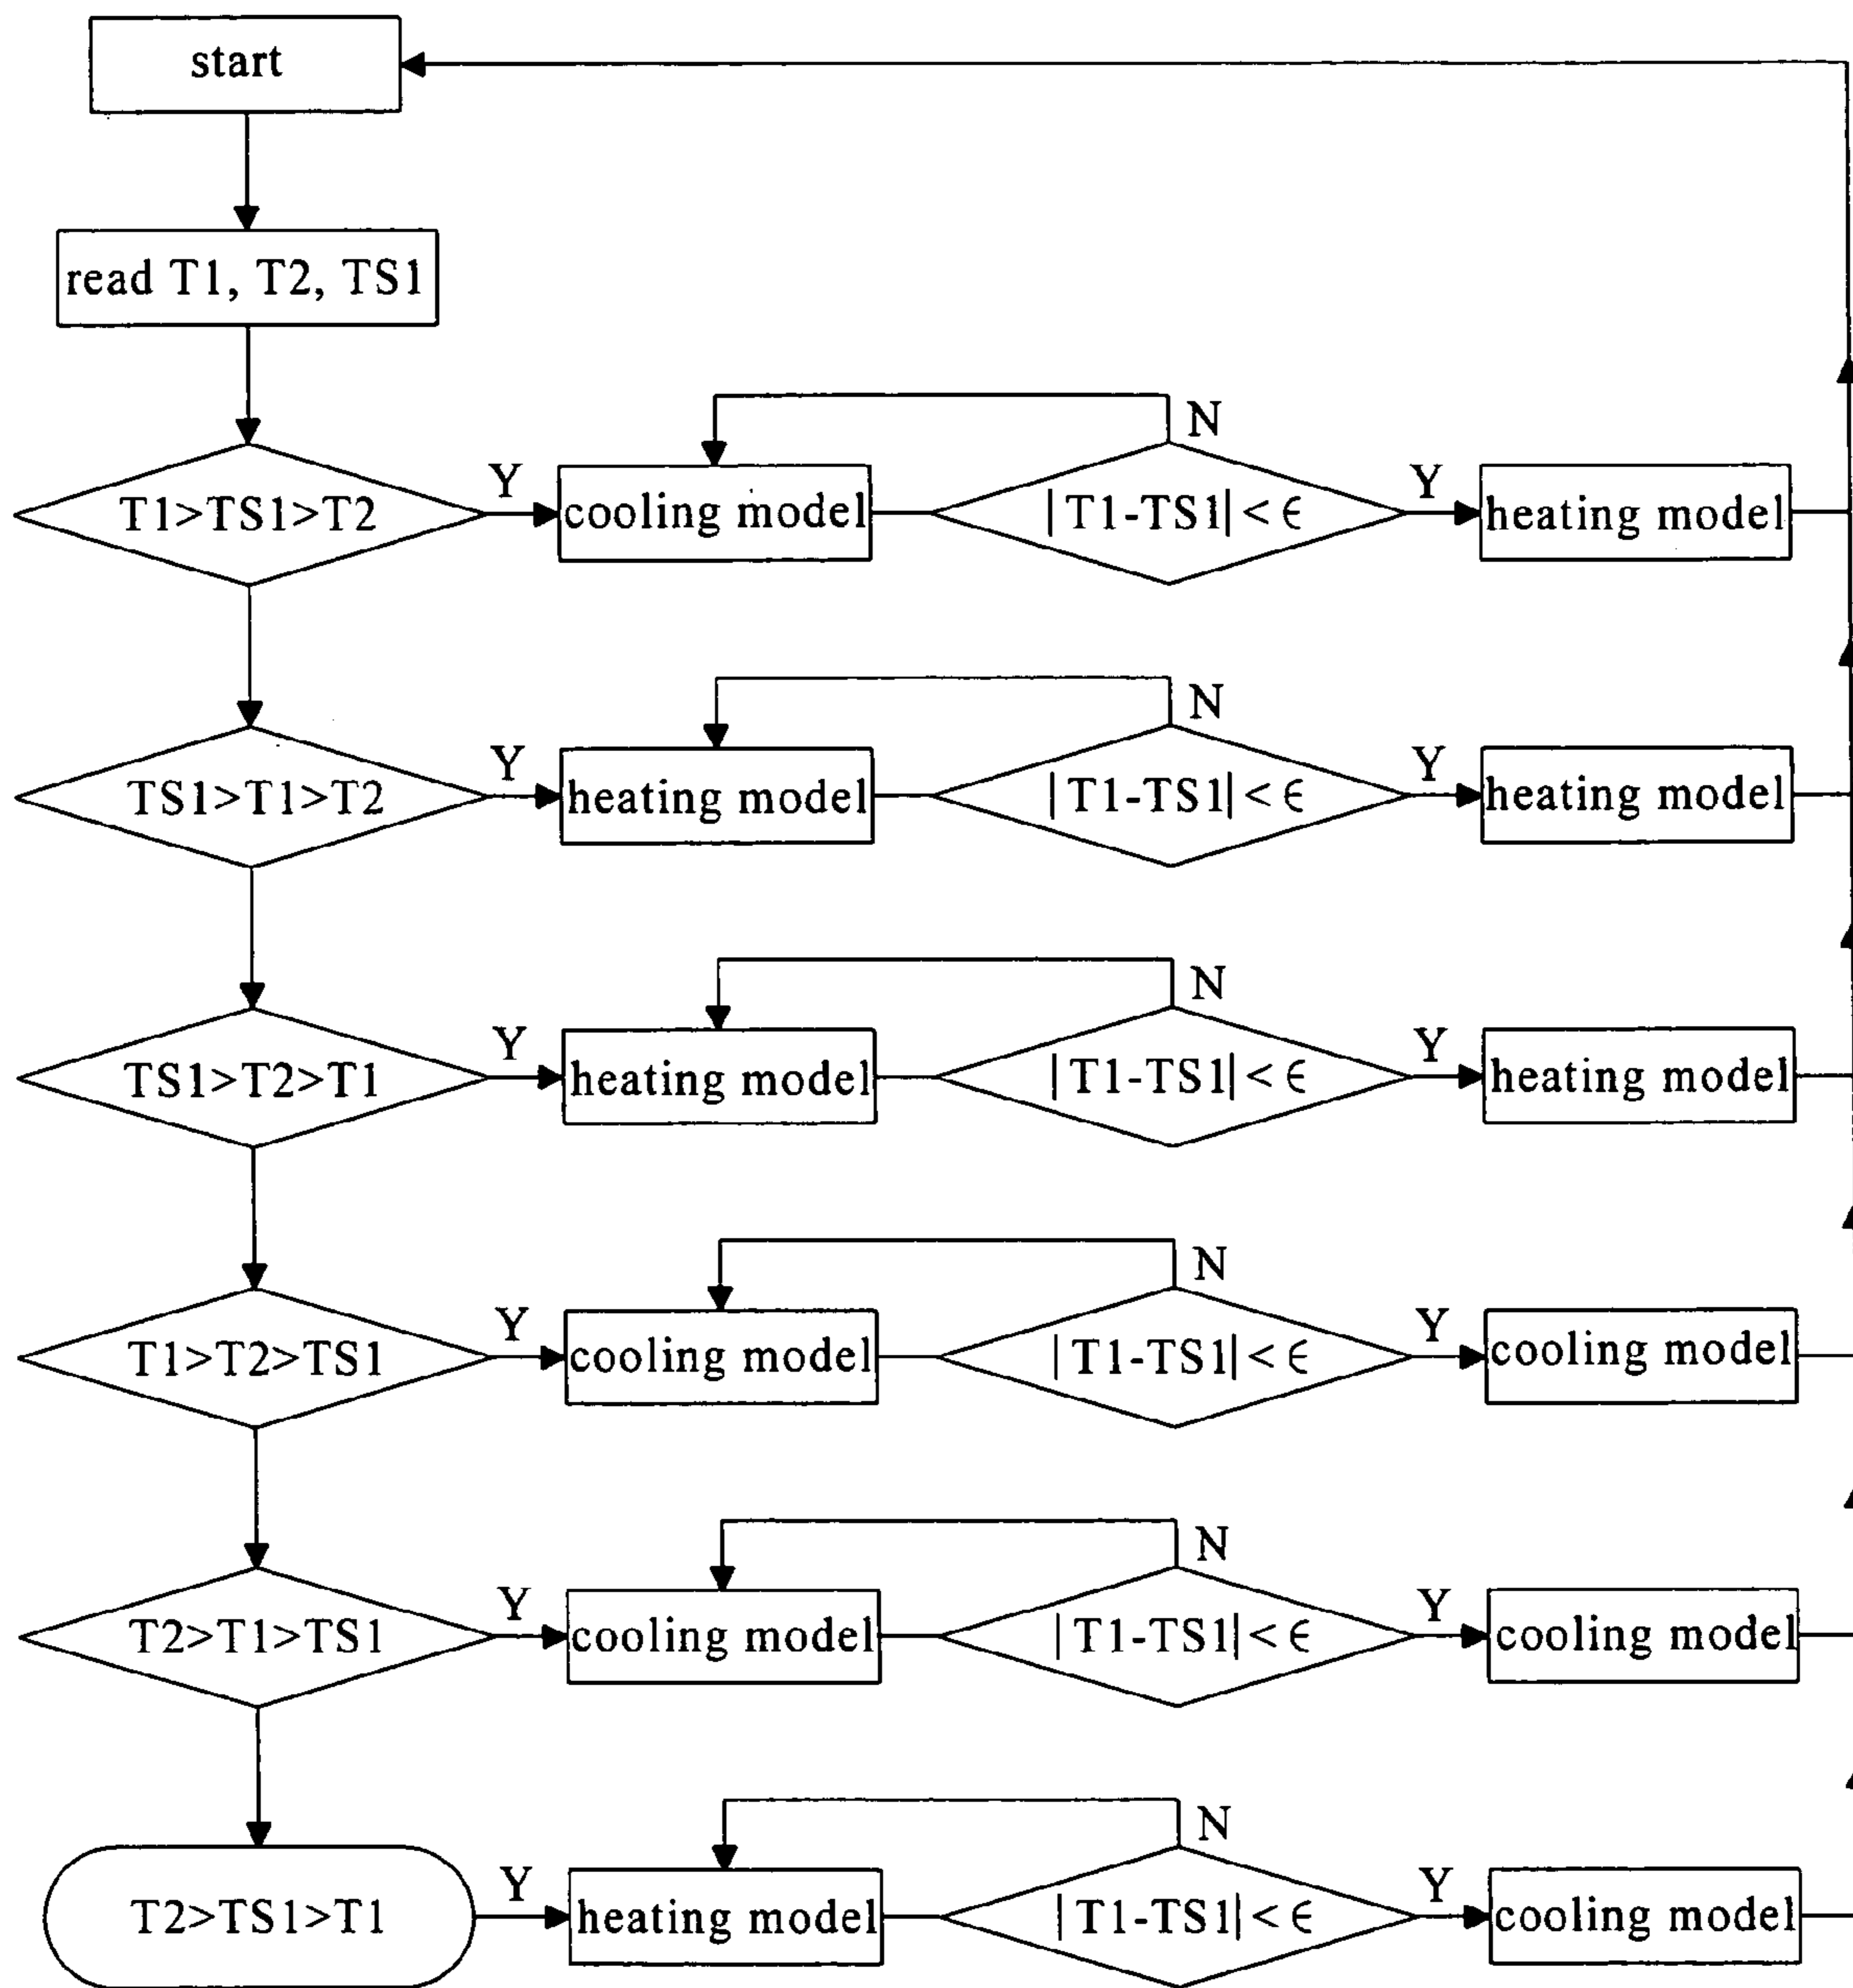 start
read T1, T2, TS1
N
T1>TS1>T2
Y
cooling model
|T1-TS1|<ϵ
Y
heating model
N
TS1>T1>T2
Y
heating model
|T1-TS1|<ϵ
Y
heating model
N
TS1>T2>T1
Y
heating model
|T1-TS1|<ϵ
Y
heating model
N
T1>T2>TS1
Y
cooling model
|T1-TS1|<ϵ
Y
cooling model
N
T2>T1>TS1
Y
cooling model
|T1-TS1|<ϵ
Y
cooling model
N
T2>TS1>T1
Y
heating model
|T1-TS1|<ϵ
Y
cooling model